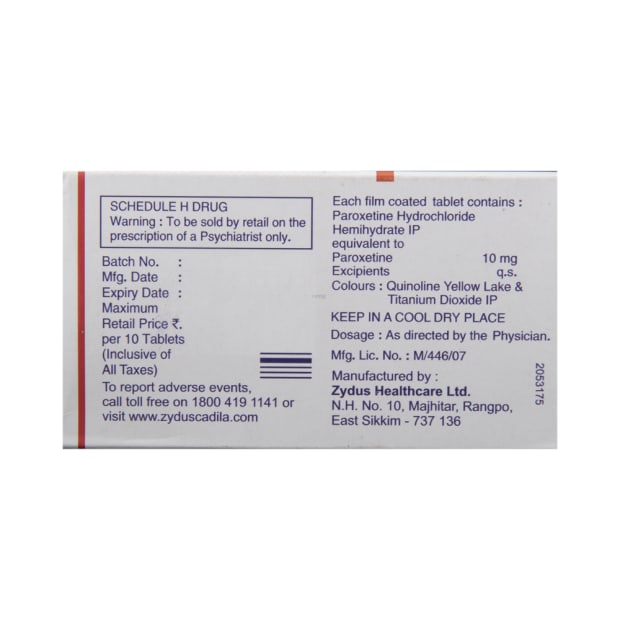 SCHEDULE H DRUG
Warning : To be sold by retail on the
prescription of a Psychiatrist only.
Batch No. :
Mfg. Date :
Expiry Date :
Maximum
Retail Price ₹.
per 10 Tablets
(Inclusive of
All Taxes)
To report adverse events,
call toll free on 1800 419 1141 or
visit www.zyduscadila.com
Each film coated tablet contains :
Paroxetine Hydrochloride
Hemihydrate IP
equivalent to
Paroxetine 10 mg
Excipients q.s.
Colours : Quinoline Yellow Lake &
Titanium Dioxide IP
KEEP IN A COOL DRY PLACE
Dosage : As directed by the Physician.
Mfg. Lic. No. : M/446/07
Manufactured by :
Zydus Healthcare Ltd.
N.H. No. 10, Majhitar, Rangpo,
East Sikkim - 737 136
2053175